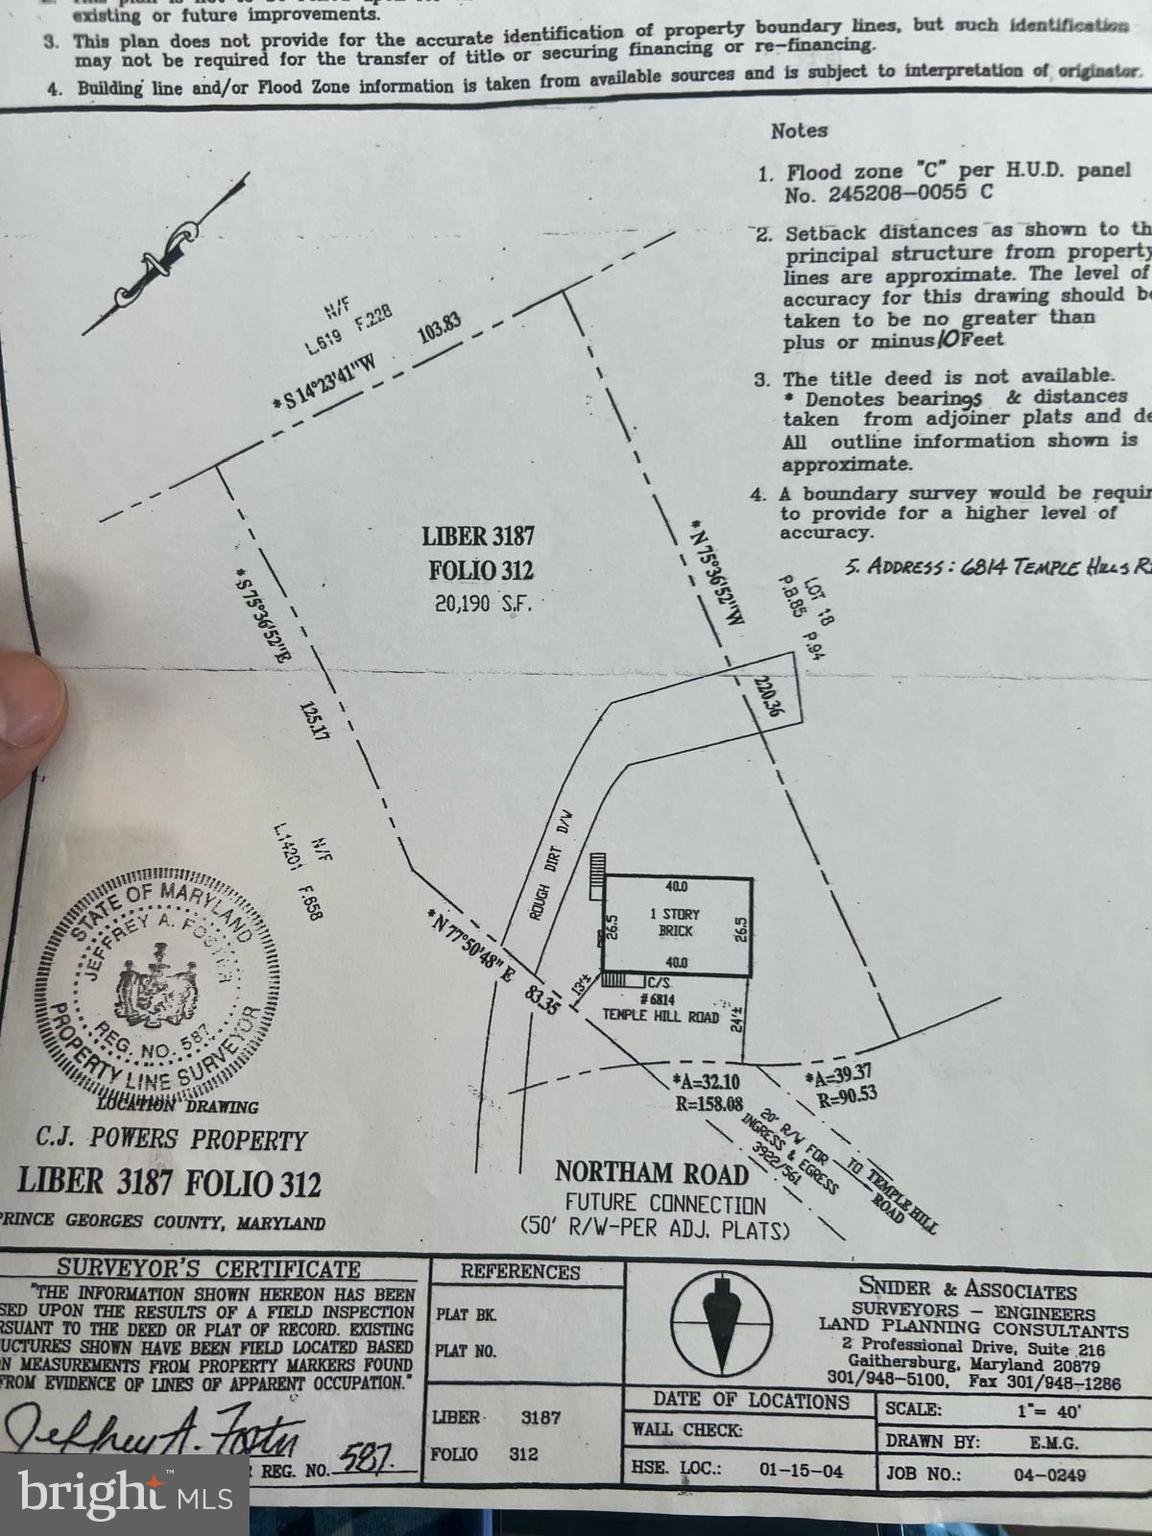 existing or future improvements.
3. This plan does not provide for the accurate identification of property boundary lines, but such identification
may not be required for the transfer of title or securing financing or re-financing.
4. Building line and/or Flood Zone information is taken from available sources and is subject to interpretation of originator.
Notes
1. Flood zone "C" per H.U.D. panel
No. 245208-0055 C
2. Setback distances as shown to th
principal structure from property
lines are approximate. The level of
accuracy for this drawing should be
taken to be no greater than
plus or minus 10 Feet
3. The title deed is not available.
* Denotes bearings & distances
taken from adjoiner plats and de
All outline information shown is
approximate.
4. A boundary survey would be requir
to provide for a higher level of
accuracy.
5. ADDRESS: 6814 TEMPLE HILLS RD
N/F
L.619 F.228
* S 14°23'41"W 103.83
LIBER 3187
FOLIO 312
20,190 S.F.
* N 75°36'52"W
220.36
LOT 18
P.B.85 P.94
* S 75°36'52"E
125.17
N/F
L.14201 F.658
ROUGH DIRT D/W
40.0
1 STORY
BRICK
26.5
26.5
40.0
C/S
# 6814
TEMPLE HILL ROAD
13'±
24'±
* N 77°50'48" E 83.35
*A=32.10
R=158.08
*A=39.37
R=90.53
20' R/W FOR
INGRESS & EGRESS
3922/561
TO TEMPLE HILL
ROAD
NORTHAM ROAD
FUTURE CONNECTION
(50' R/W-PER ADJ. PLATS)
STATE OF MARYLAND
JEFFREY A. FOSTER
REG. NO. 587
PROPERTY LINE SURVEYOR
LOCATION DRAWING
C.J. POWERS PROPERTY
LIBER 3187 FOLIO 312
PRINCE GEORGES COUNTY, MARYLAND
SURVEYOR'S CERTIFICATE
"THE INFORMATION SHOWN HEREON HAS BEEN
SED UPON THE RESULTS OF A FIELD INSPECTION
RSUANT TO THE DEED OR PLAT OF RECORD. EXISTING
UCTURES SHOWN HAVE BEEN FIELD LOCATED BASED
N MEASUREMENTS FROM PROPERTY MARKERS FOUND
FROM EVIDENCE OF LINES OF APPARENT OCCUPATION."
Jeffrey A. Foster
REG. NO. 587.
REFERENCES
PLAT BK.
PLAT NO.
LIBER 3187
FOLIO 312
SNIDER & ASSOCIATES
SURVEYORS - ENGINEERS
LAND PLANNING CONSULTANTS
2 Professional Drive, Suite 216
Gaithersburg, Maryland 20879
301/948-5100, Fax 301/948-1286
DATE OF LOCATIONS
WALL CHECK:
HSE. LOC.: 01-15-04
SCALE: 1"= 40'
DRAWN BY: E.M.G.
JOB NO.: 04-0249
bright MLS